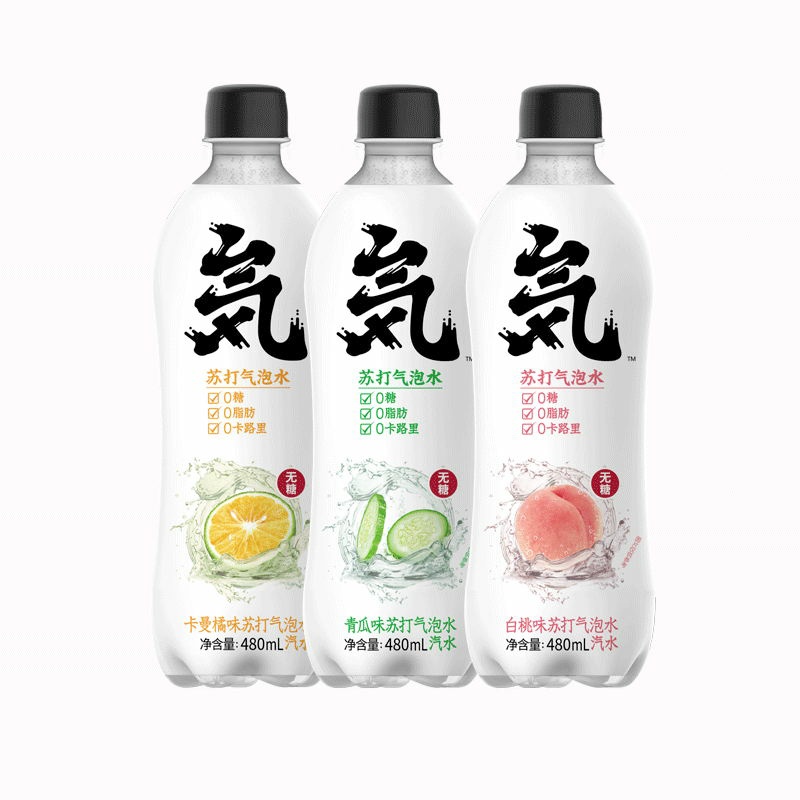 気
苏打气泡水
0糖
0脂肪
0卡路里
无糖
卡曼橘味苏打气泡水
净含量:480mL汽水
気
TM
苏打气泡水
0糖
0脂肪
0卡路里
无糖
青瓜味苏打气泡水
净含量:480mL汽水
気
TM
苏打气泡水
0糖
0脂肪
0卡路里
无糖
白桃味苏打气泡水
净含量:480mL汽水